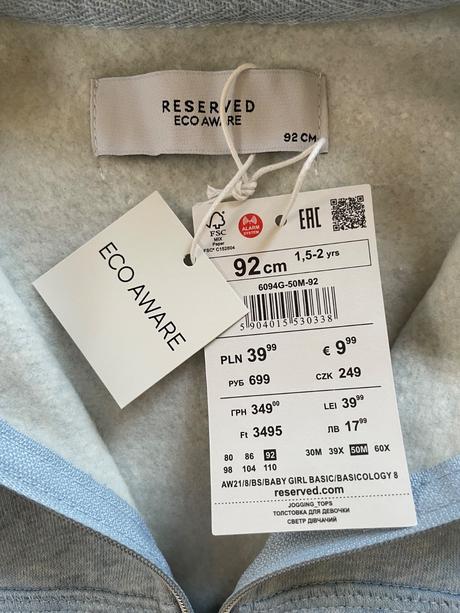 RESERVED
ECO AWARE
92 CM
ECO AWARE
FSC
MIX
Paper
FSC® C152804
ALARM
SYSTEM
EAC
92cm 1,5-2 yrs
6094G-50M-92
5 904015 530338
PLN 39⁹⁹ € 9⁹⁹
РУБ 699 CZK 249
ГРН 349⁰⁰ LEI 39⁹⁹
Ft 3495 ЛВ 17⁹⁹
80 86 92 30M 39X 50M 60X
98 104 110
AW21/8/BS/BABY GIRL BASIC/BASICOLOGY 8
reserved.com
JOGGING_TOPS
ТОЛСТОВКА ДЛЯ ДЕВОЧКИ
СВЕТР ДІВЧАЧИЙ